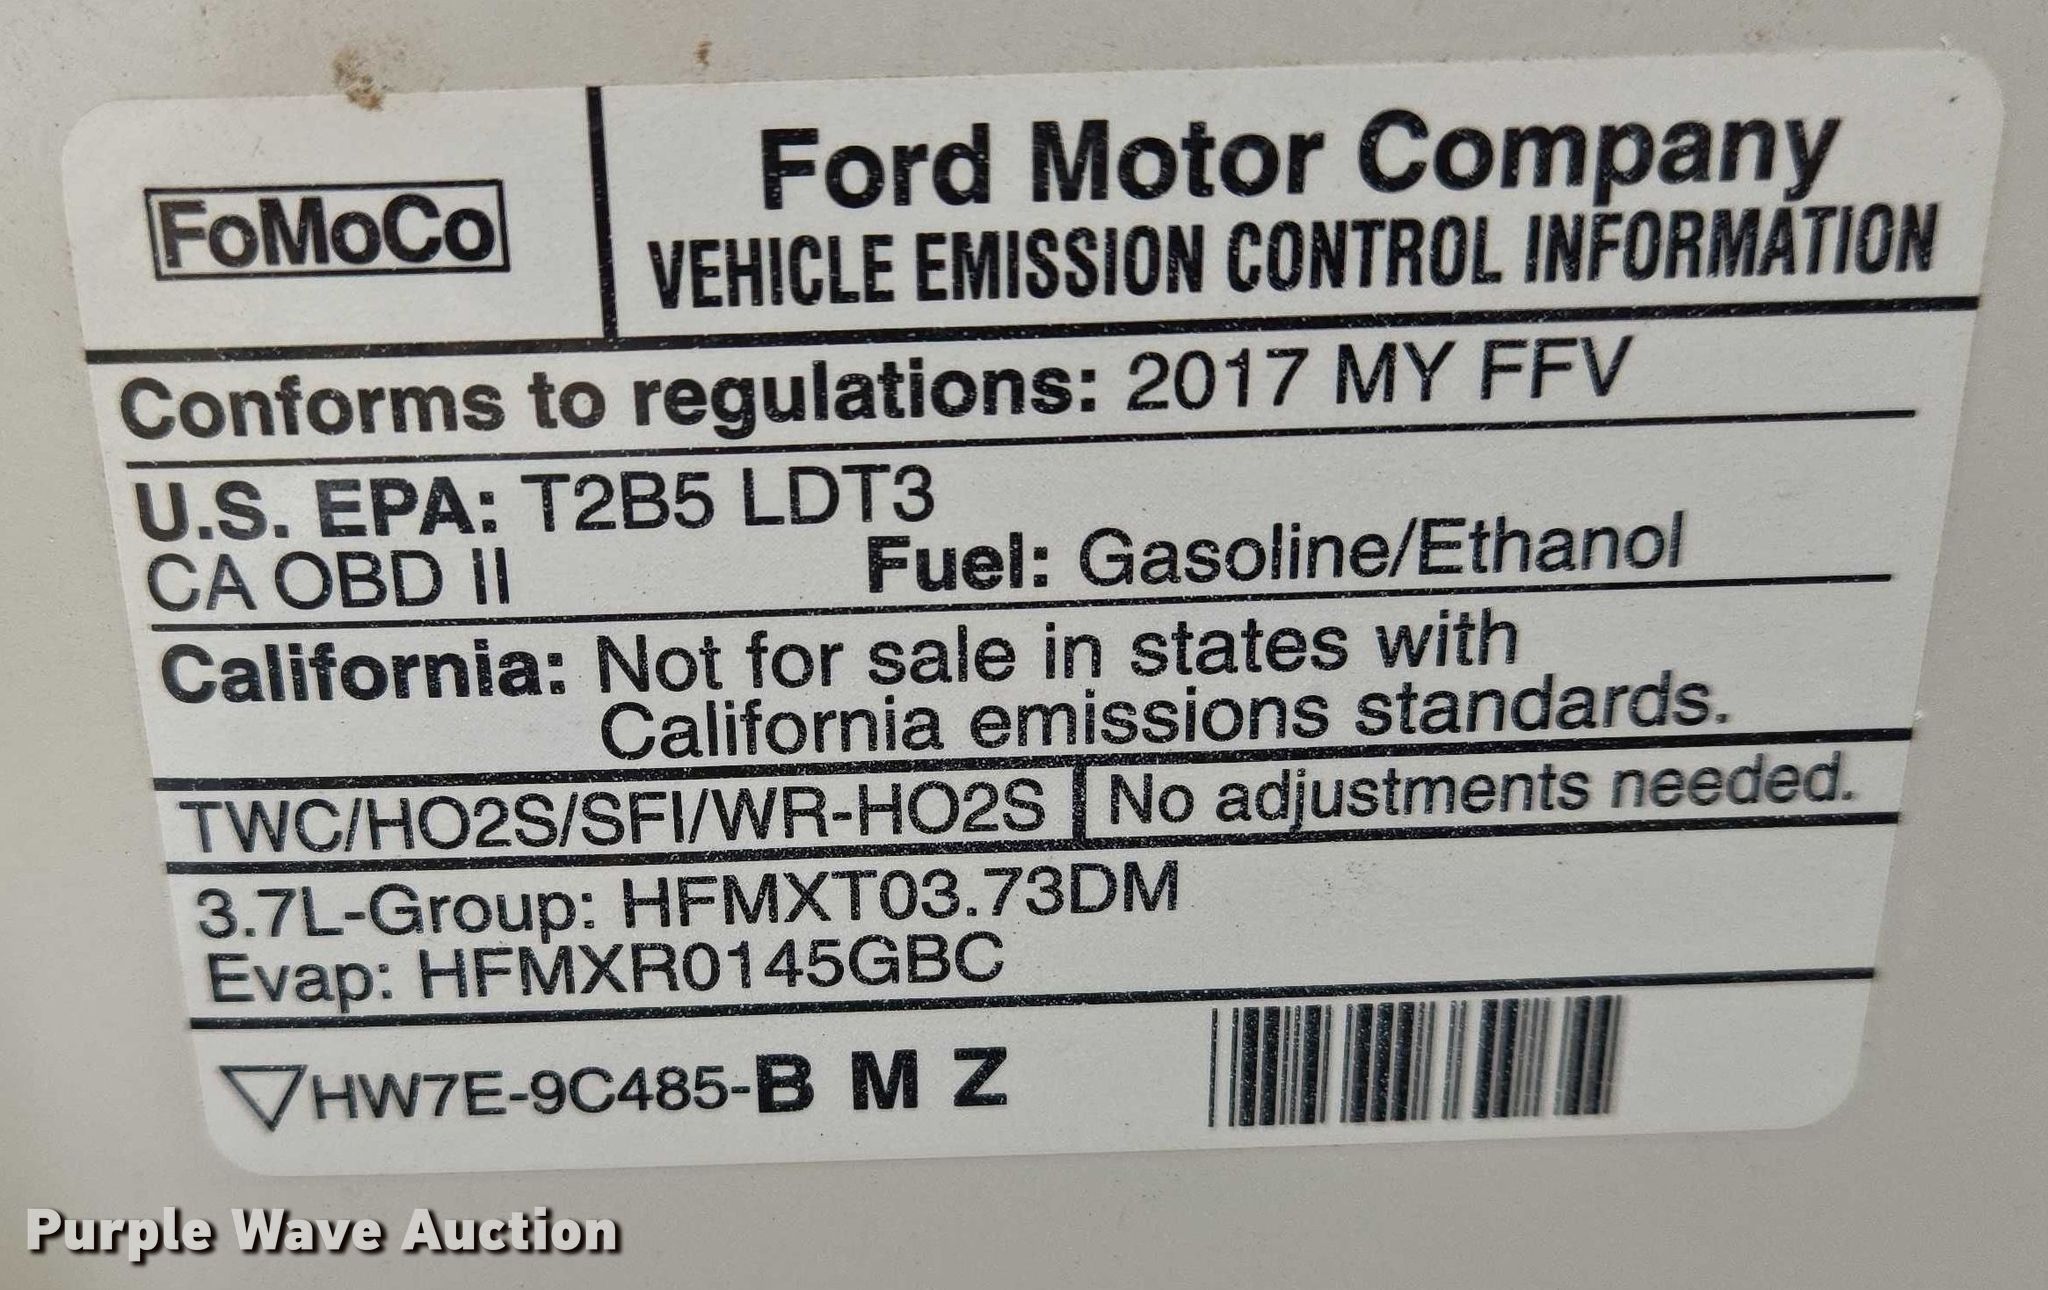 FoMoCo
Ford Motor Company
VEHICLE EMISSION CONTROL INFORMATION
Conforms to regulations: 2017 MY FFV
U.S. EPA: T2B5 LDT3
CA OBD II Fuel: Gasoline/Ethanol
California: Not for sale in states with
California emissions standards.
TWC/HO2S/SFI/WR-HO2S No adjustments needed.
3.7L-Group: HFMXT03.73DM
Evap: HFMXR0145GBC
HW7E-9C485-B M Z
Purple Wave Auction